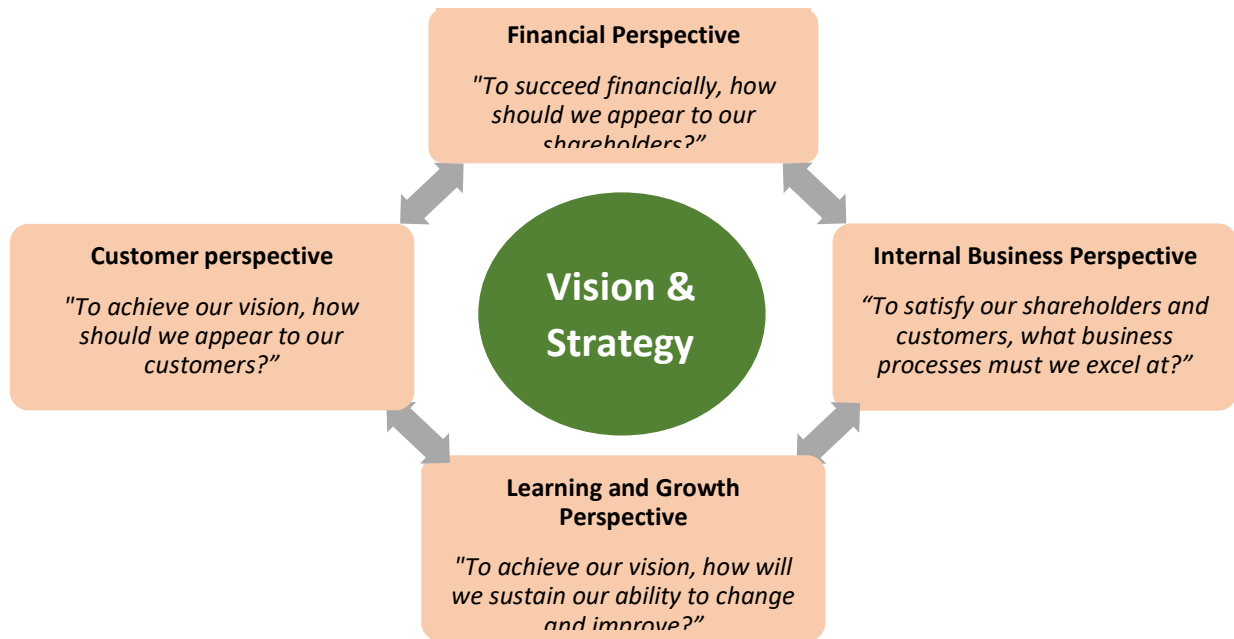 Financial Perspective
"To succeed financially, how
should we appear to our
shareholders?”
Customer perspective
"To achieve our vision, how
should we appear to our
customers?”
Vision &
Strategy
Internal Business Perspective
“To satisfy our shareholders and
customers, what business
processes must we excel at?”
Learning and Growth
Perspective
"To achieve our vision, how will
we sustain our ability to change
and improve?”